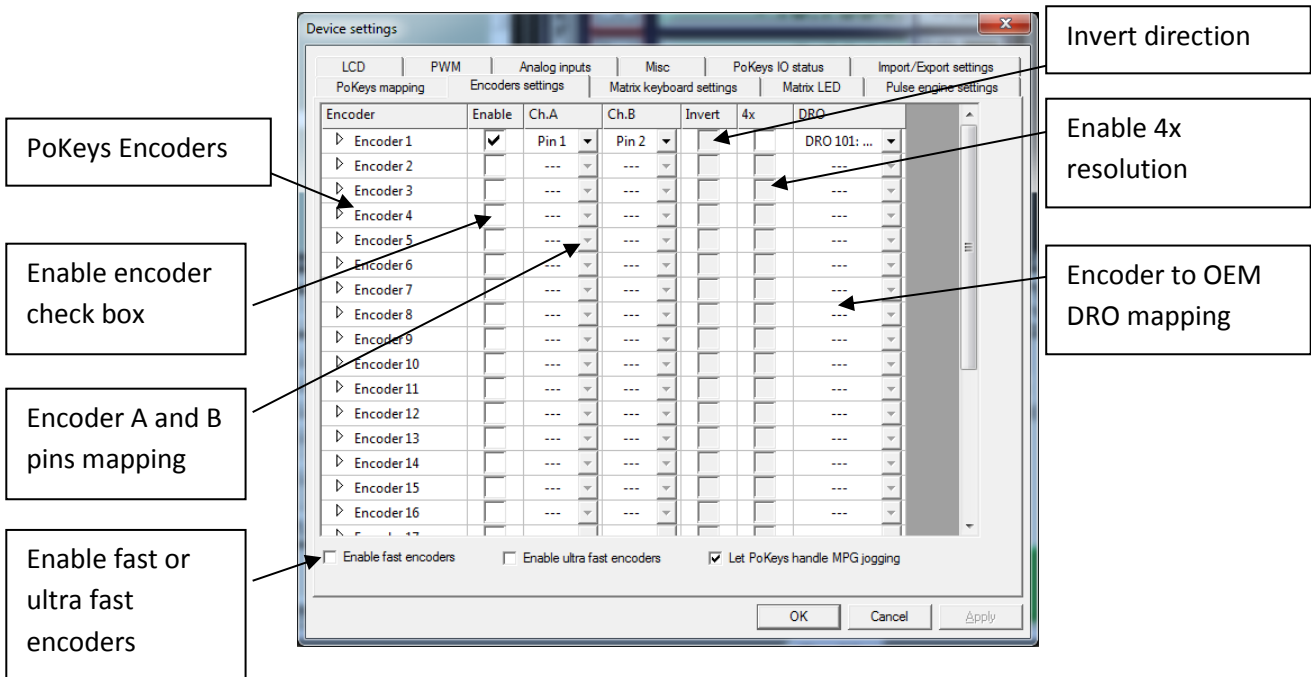 Device settings
LCD
PWM
Analog inputs
Misc
PoKeys IO status
Import/Export settings
PoKeys mapping
Encoders settings
Matrix keyboard settings
Matrix LED
Pulse engine settings
Encoder Enable Ch.A Ch.B Invert 4x DRO
Encoder 1 Pin 1 Pin 2 DRO 101: ...
Encoder 2 --- --- ---
Encoder 3 --- --- ---
Encoder 4 --- --- ---
Encoder 5 --- --- ---
Encoder 6 --- --- ---
Encoder 7 --- --- ---
Encoder 8 --- --- ---
Encoder 9 --- --- ---
Encoder 10 --- --- ---
Encoder 11 --- --- ---
Encoder 12 --- --- ---
Encoder 13 --- --- ---
Encoder 14 --- --- ---
Encoder 15 --- --- ---
Encoder 16 --- --- ---
Enable fast encoders
Enable ultra fast encoders
Let PoKeys handle MPG jogging
OK
Cancel
Apply
PoKeys Encoders
Enable encoder
check box
Encoder A and B
pins mapping
Enable fast or
ultra fast
encoders
Invert direction
Enable 4x
resolution
Encoder to OEM
DRO mapping